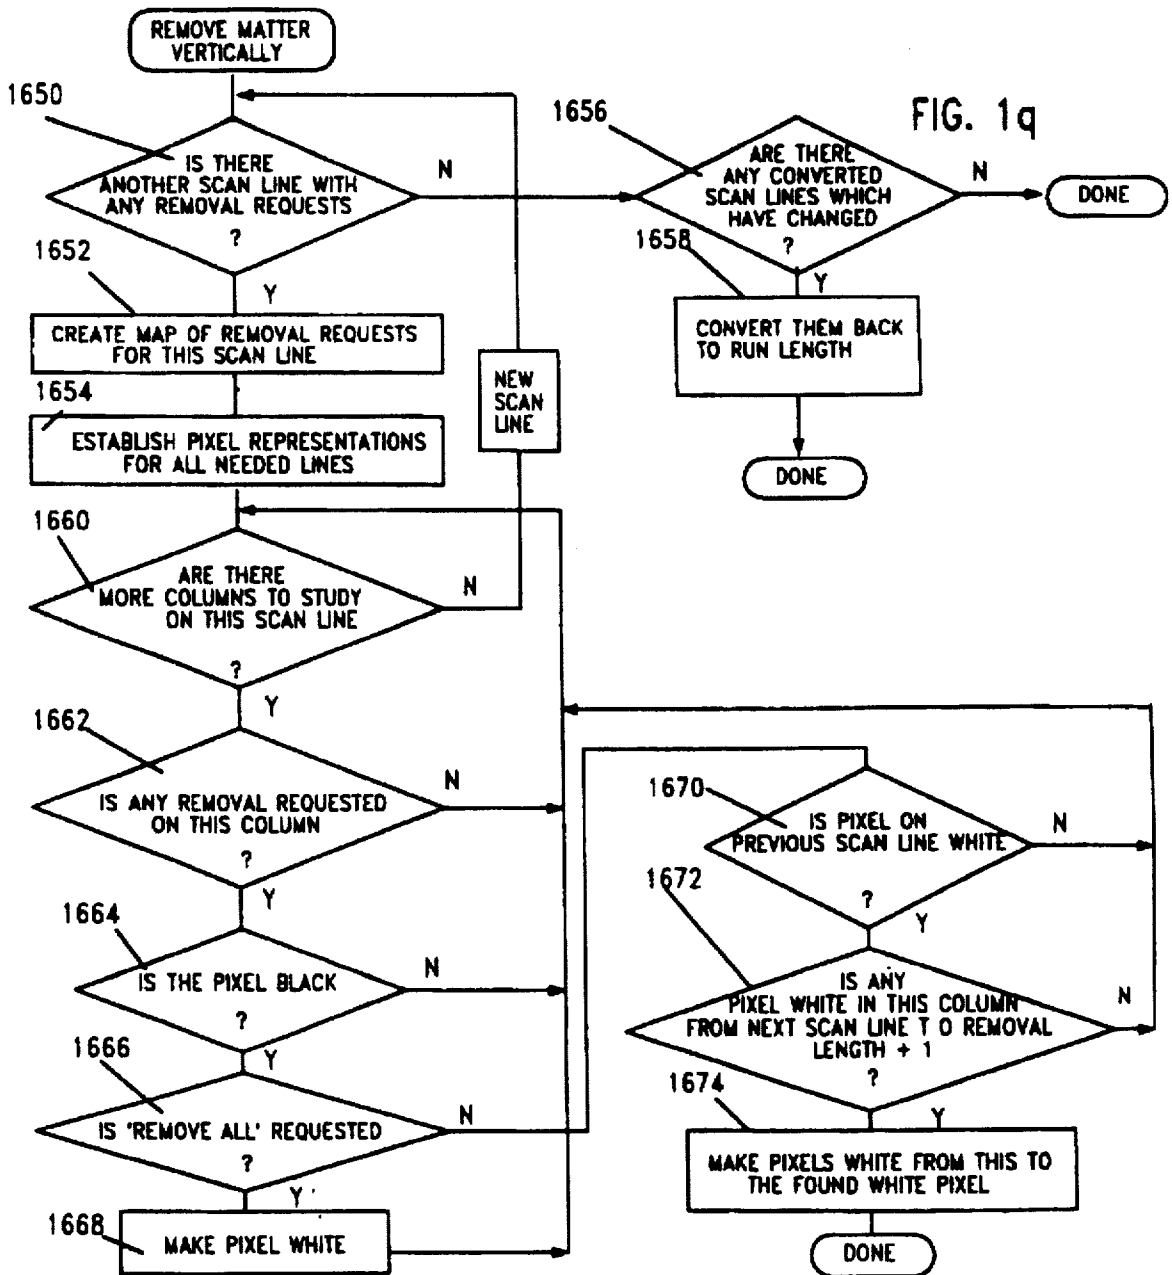 REMOVE MATTER
VERTICALLY
1650
IS THERE
ANOTHER SCAN LINE WITH
ANY REMOVAL REQUESTS
?
N
Y
1656
FIG. 1q
ARE THERE
ANY CONVERTED
SCAN LINES WHICH
HAVE CHANGED
?
N
DONE
Y
1658
CONVERT THEM BACK
TO RUN LENGTH
DONE
1652
CREATE MAP OF REMOVAL REQUESTS
FOR THIS SCAN LINE
NEW
SCAN
LINE
1654
ESTABLISH PIXEL REPRESENTATIONS
FOR ALL NEEDED LINES
1660
ARE THERE
MORE COLUMNS TO STUDY
ON THIS SCAN LINE
?
N
Y
1662
IS ANY REMOVAL REQUESTED
ON THIS COLUMN
?
N
Y
1664
IS THE PIXEL BLACK
?
N
Y
1666
IS 'REMOVE ALL' REQUESTED
?
N
Y
1668
MAKE PIXEL WHITE
1670
IS PIXEL ON
PREVIOUS SCAN LINE WHITE
?
N
Y
1672
IS ANY
PIXEL WHITE IN THIS COLUMN
FROM NEXT SCAN LINE T O REMOVAL
LENGTH + 1
?
N
Y
1674
MAKE PIXELS WHITE FROM THIS TO
THE FOUND WHITE PIXEL
DONE